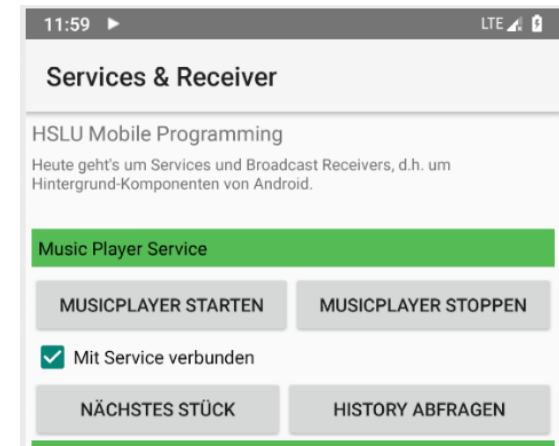 11:59 LTE
Services & Receiver
HSLU Mobile Programming
Heute geht's um Services und Broadcast Receivers, d.h. um
Hintergrund-Komponenten von Android.
Music Player Service
MUSICPLAYER STARTEN MUSICPLAYER STOPPEN
Mit Service verbunden
NÄCHSTES STÜCK HISTORY ABFRAGEN